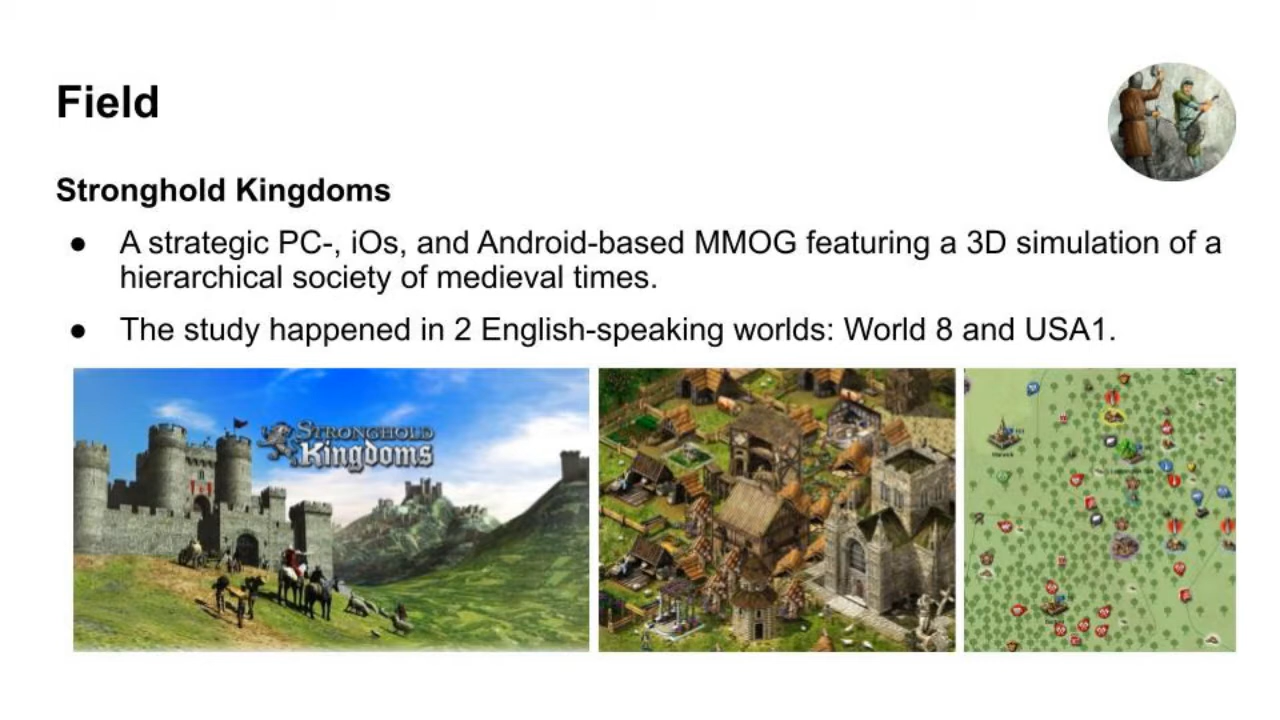 Field
Stronghold Kingdoms
● A strategic PC-, iOs, and Android-based MMOG featuring a 3D simulation of a
hierarchical society of medieval times.
● The study happened in 2 English-speaking worlds: World 8 and USA1.
STRONGHOLD
Kingdoms
Warwick